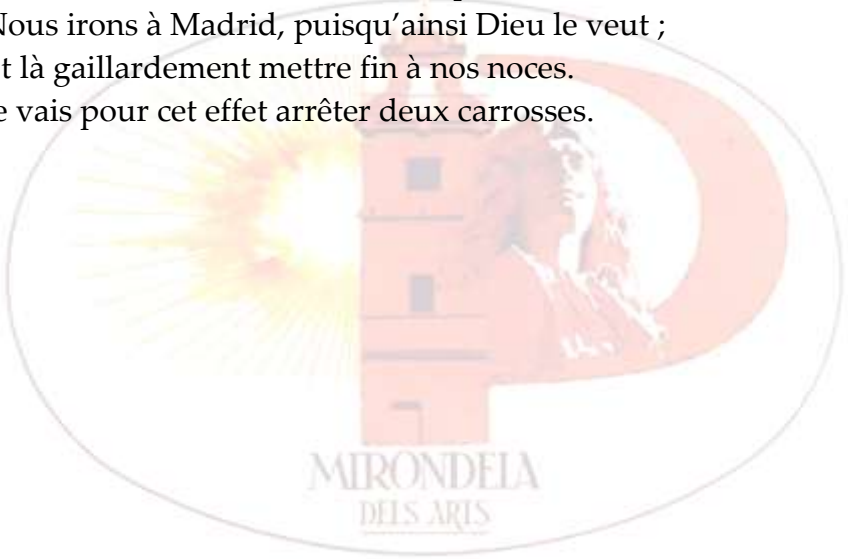 Nous irons à Madrid, puisqu’ainsi Dieu le veut ;
t là gaillardement mettre fin à nos noces.
e vais pour cet effet arrêter deux carrosses.
MIRONDELA
DELS ARTS